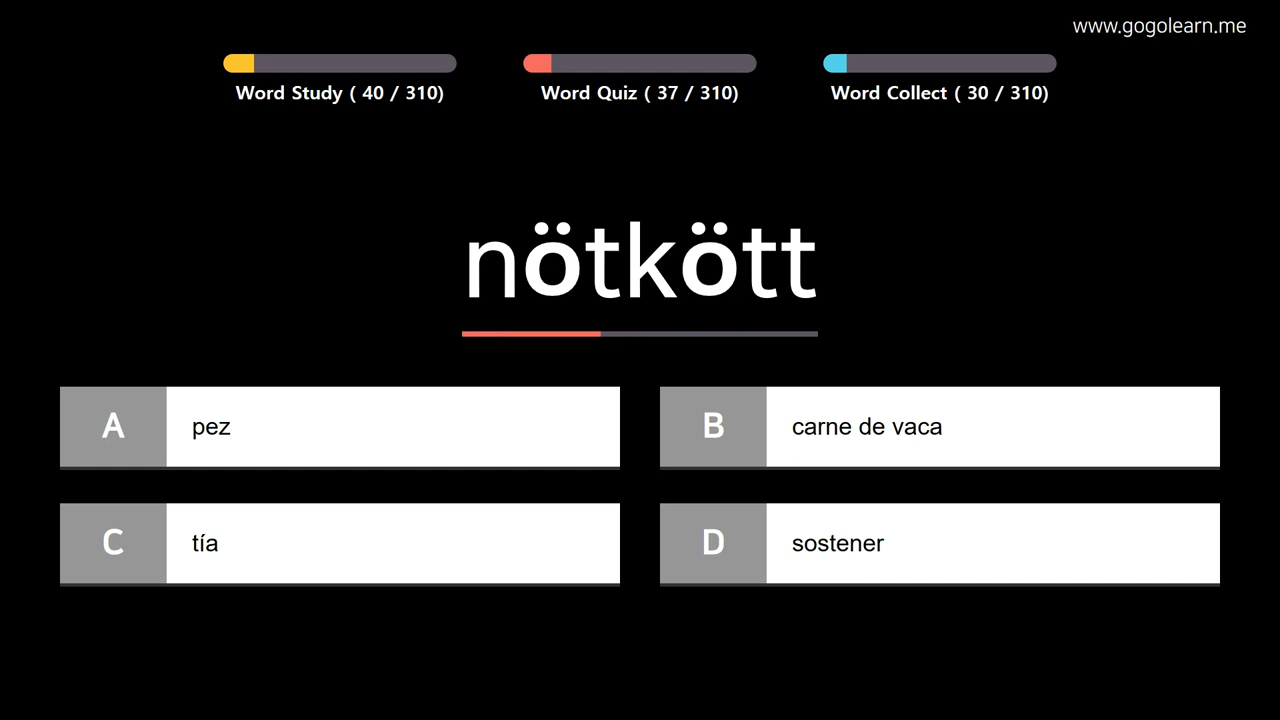 www.gogolearn.me
Word Study ( 40 / 310)
Word Quiz ( 37 / 310)
Word Collect ( 30 / 310)
nötkött
A
pez
B
carne de vaca
C
tía
D
sostener